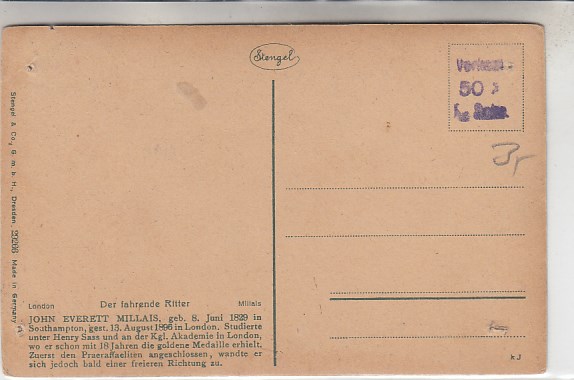 Stengel
50
3,-
Stengel & Co., G. m. b. H., Dresden. 29206 Made in Germany
London Der fahrende Ritter Millais
JOHN EVERETT MILLAIS, geb. 8. Juni 1829 in
Southampton, gest. 13. August 1896 in London. Studierte
unter Henry Sass und an der Kgl. Akademie in London,
wo er schon mit 18 Jahren die goldene Medaille erhielt.
Zuerst den Praeraffaeliten angeschlossen, wandte er
sich jedoch bald einer freieren Richtung zu.
k J